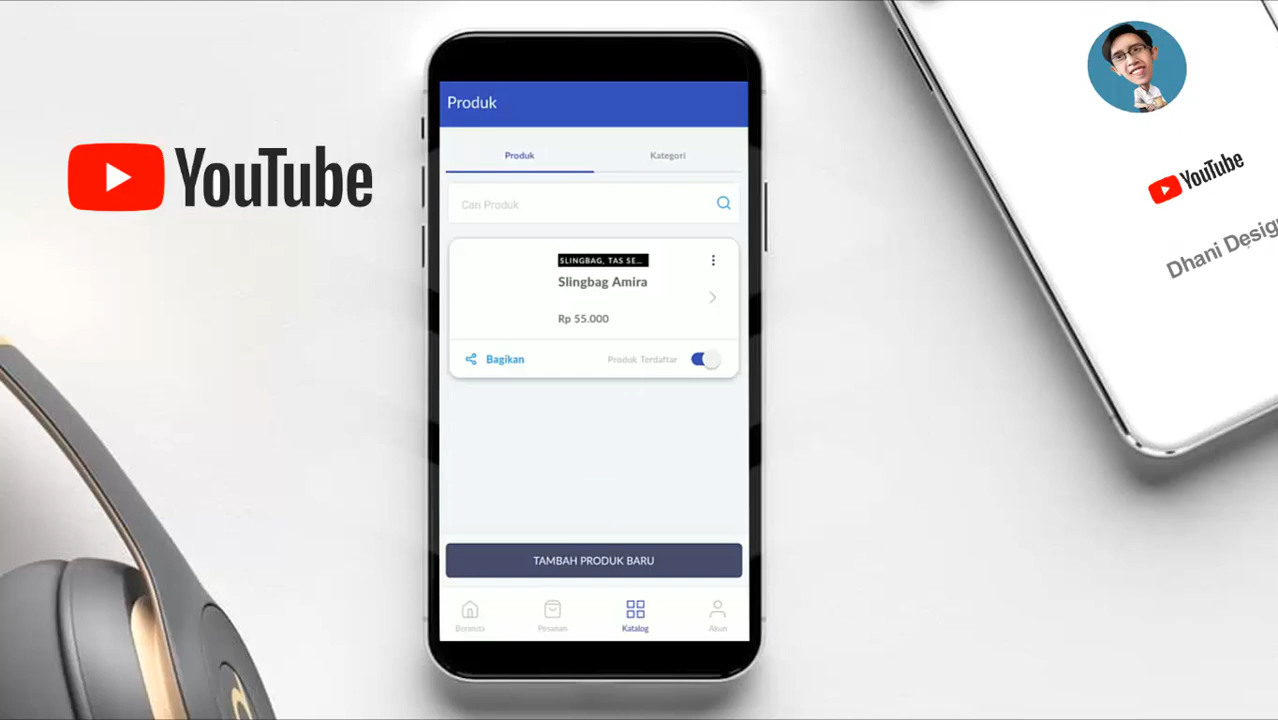 YouTube
Produk
Produk
Kategori
Cari Produk
SLINGBAG, TAS SE...
Slingbag Amira
Rp 55.000
Bagikan
Produk Terdaftar
TAMBAH PRODUK BARU
Beranda
Pesanan
Katalog
Akun
YouTube
Dhani Design